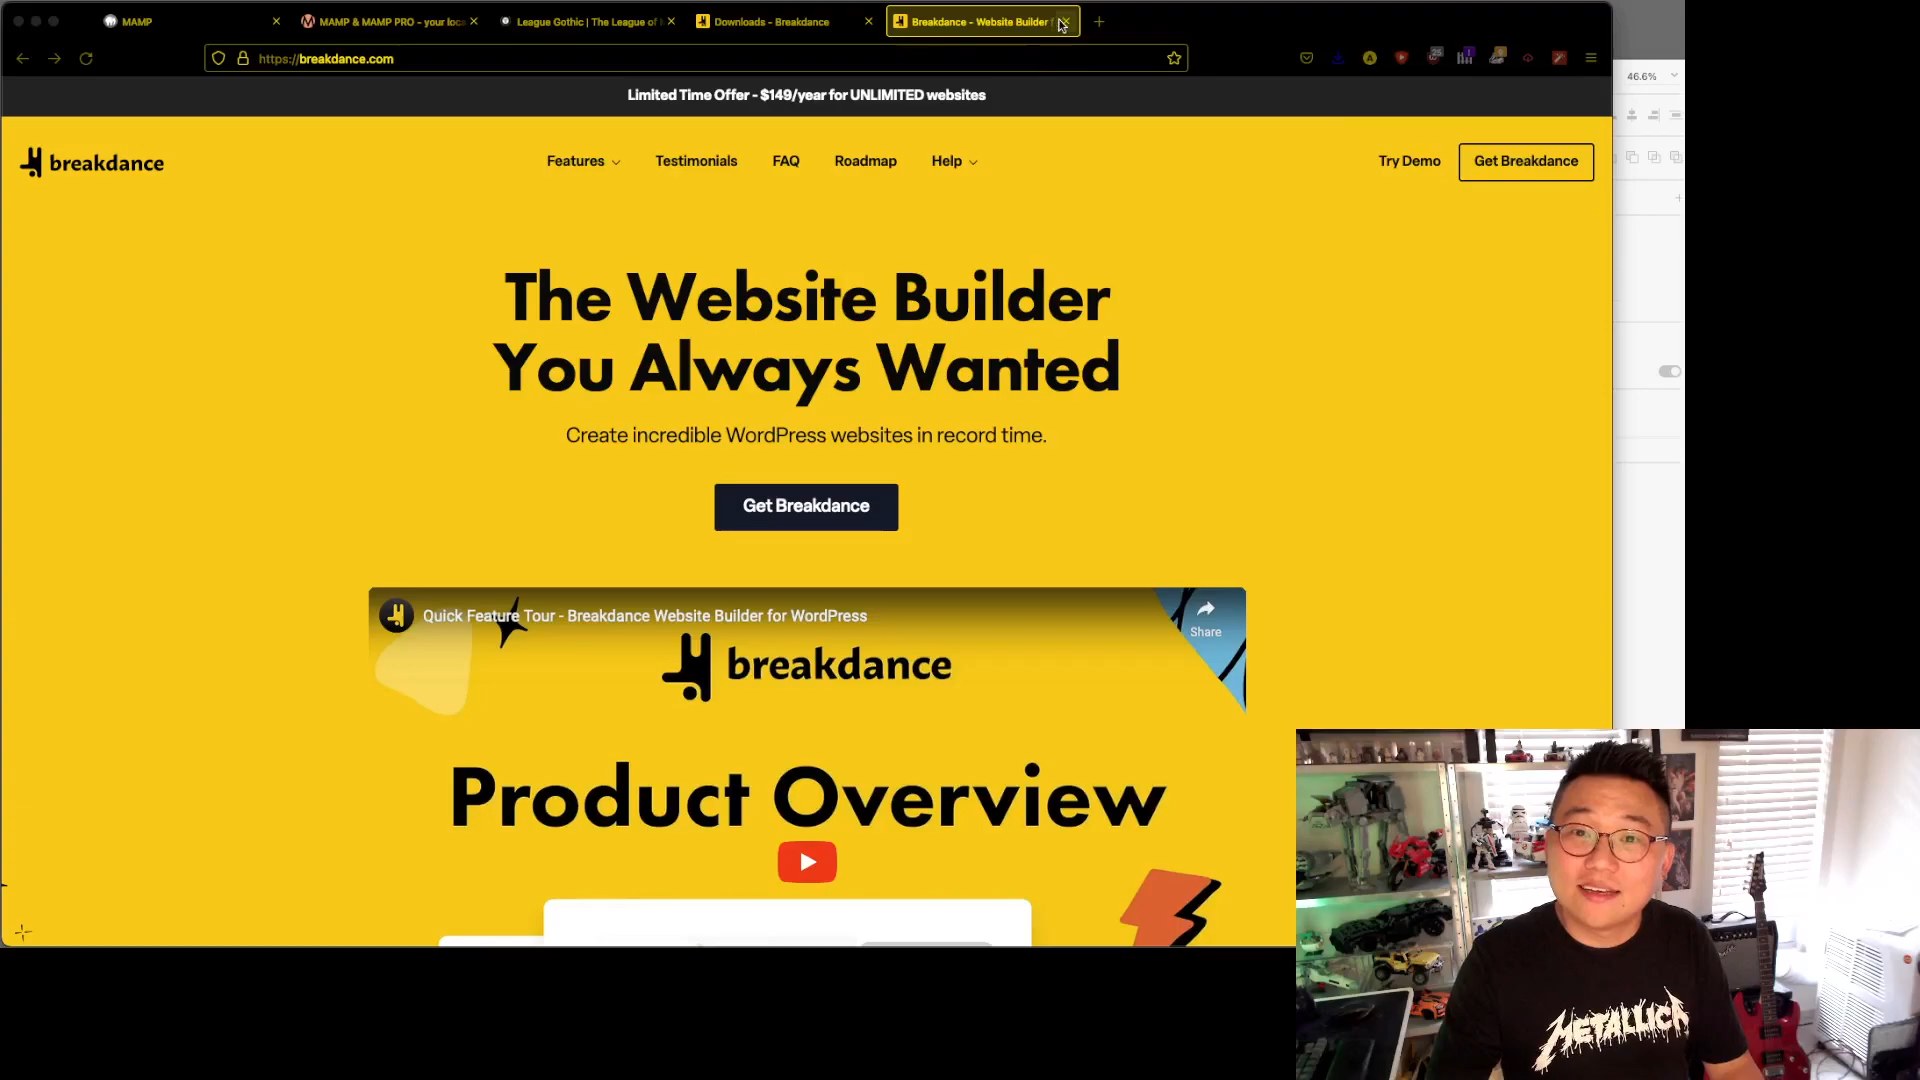 MAMP
MAMP & MAMP PRO - your loca
League Gothic | The League of
Downloads - Breakdance
Breakdance - Website Builder
https://breakdance.com
25
46.6%
Limited Time Offer - $149/year for UNLIMITED websites
breakdance
Features
Testimonials
FAQ
Roadmap
Help
Try Demo
Get Breakdance
The Website Builder
You Always Wanted
Create incredible WordPress websites in record time.
Get Breakdance
Quick Feature Tour - Breakdance Website Builder for WordPress
Share
breakdance
Product Overview
METALLICA